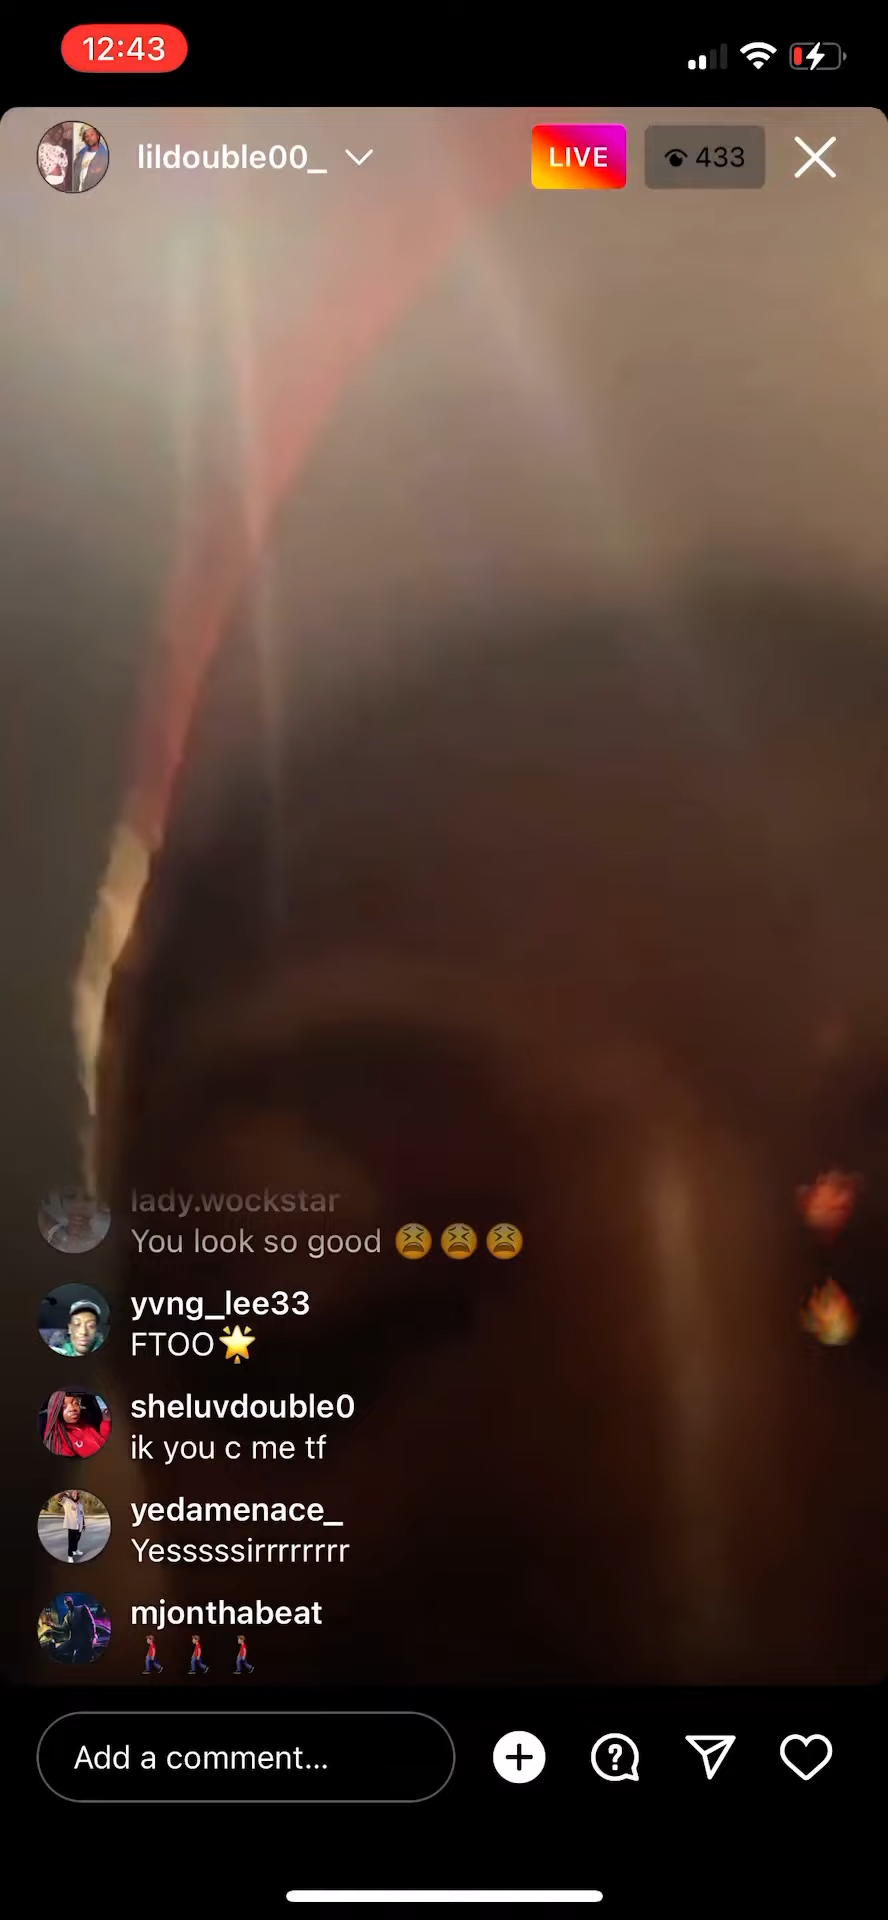 12:43
lildouble00_
LIVE
433
lady.wockstar
You look so good 😫😫😫
yvng_lee33
FTOO🌟
sheluvdouble0
ik you c me tf
yedamenace_
Yesssssirrrrrrrr
mjonthabeat
🚶🚶🚶
Add a comment...